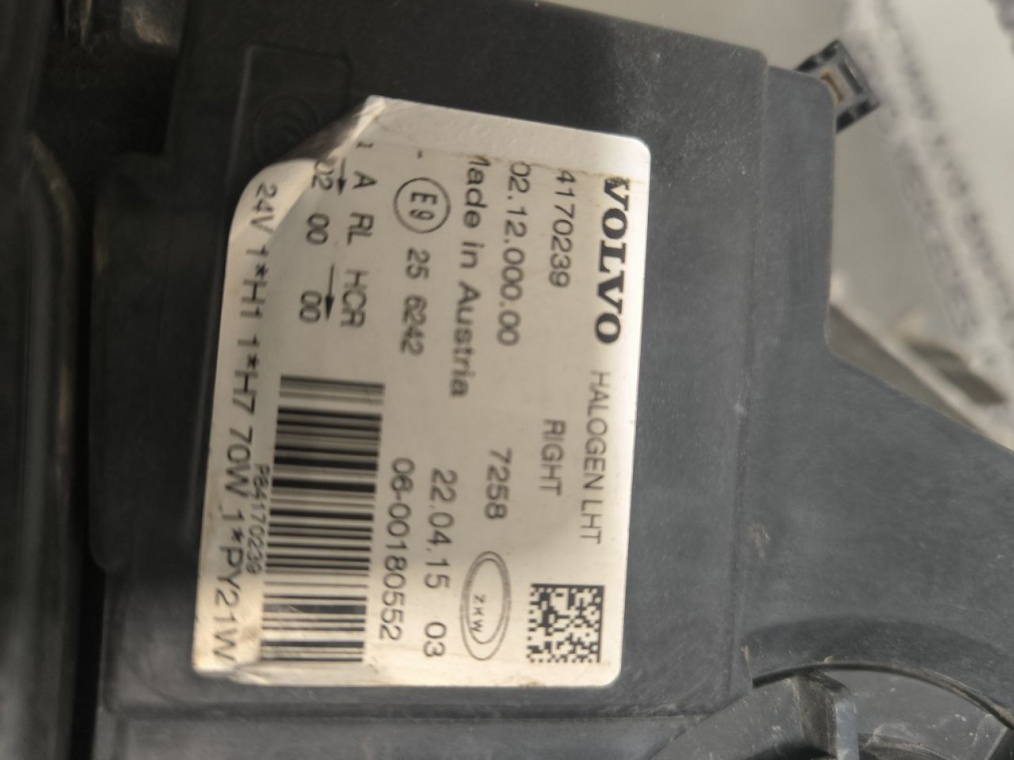 VOLVO HALOGEN LHT
84170239 RIGHT
02.12.000.00 7258
Made in Austria 22.04.15 03
ZKW
E9 25 6242 06-00180552
A RL HCR
02 00 00
P84170239
24V 1*H1 1*H7 70W 1*PY21W